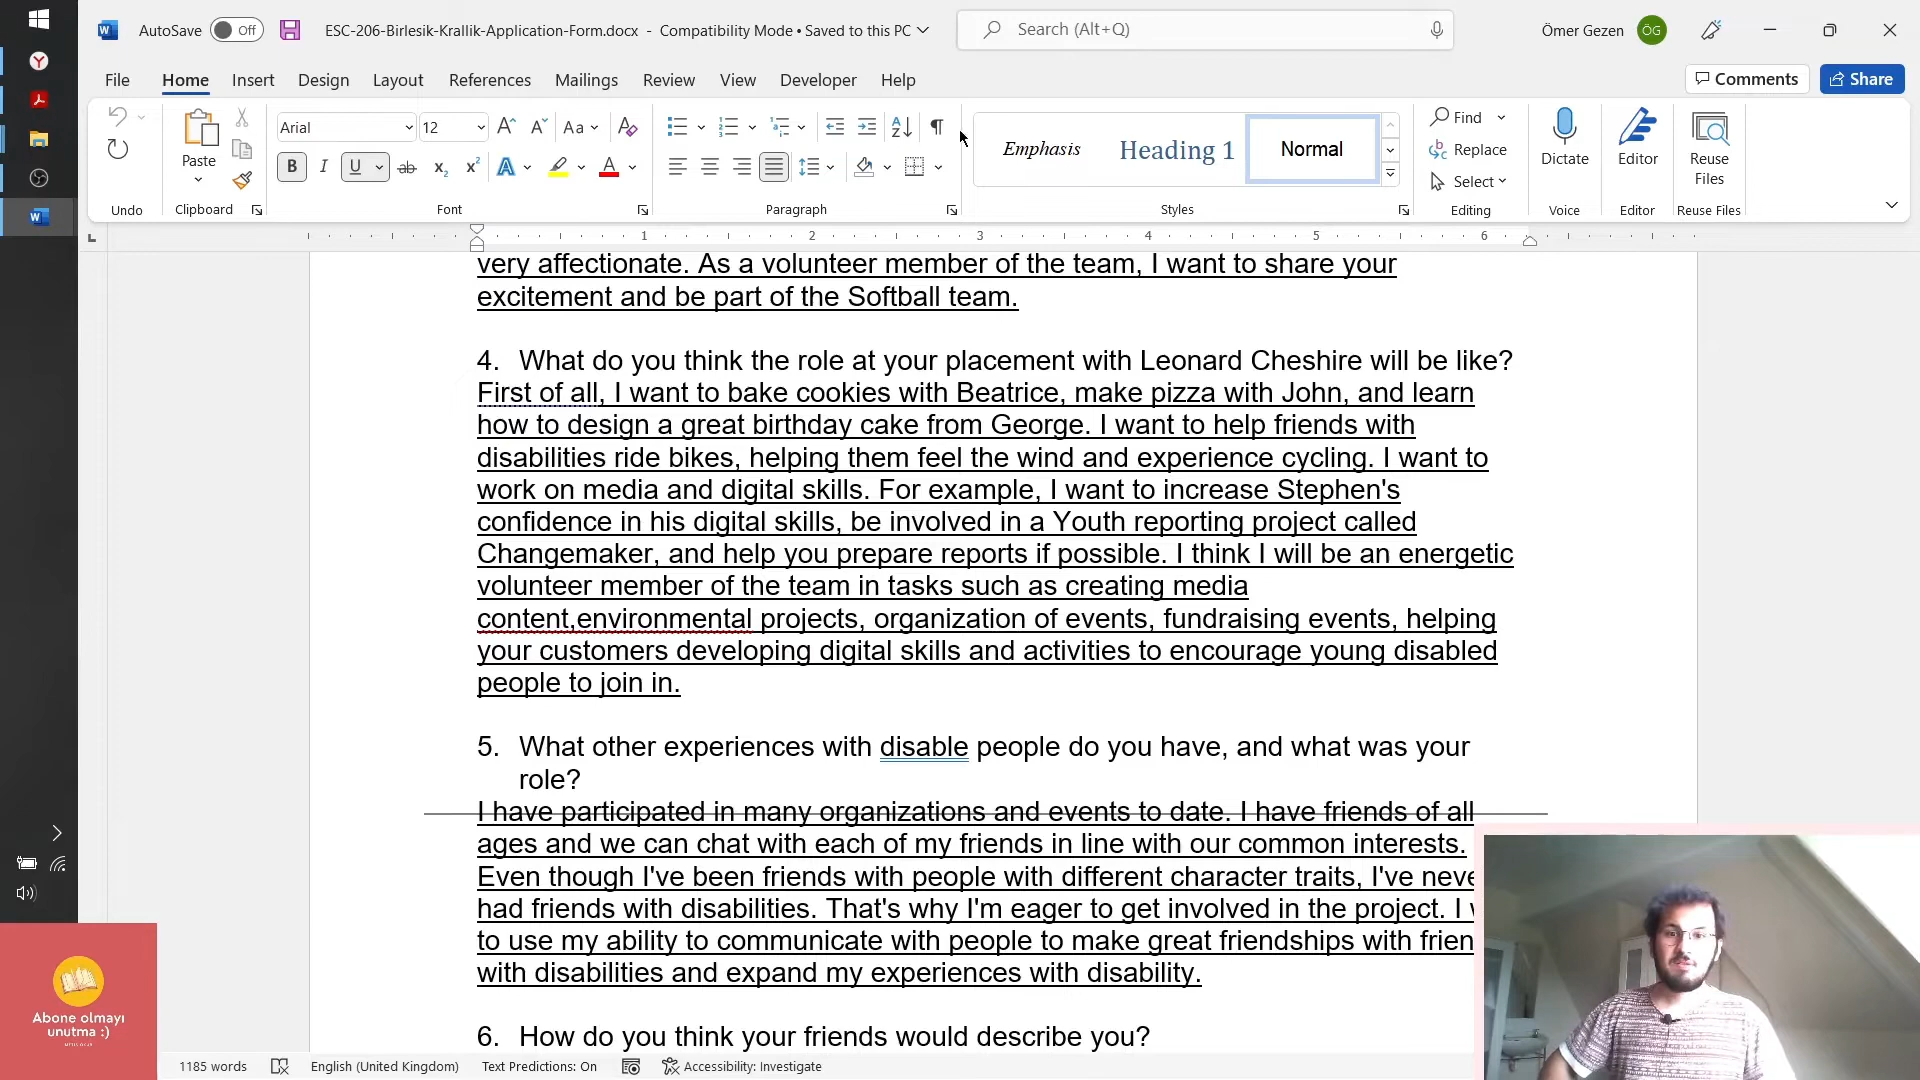 AutoSave Off ESC-206-Birlesik-Krallik-Application-Form.docx - Compatibility Mode • Saved to this PC Search (Alt+Q) Ömer Gezen ÖG
File Home Insert Design Layout References Mailings Review View Developer Help Comments Share
Arial 12 Emphasis Heading 1 Normal Find
Paste Dictate Editor Reuse Files
Replace
Select
Undo Clipboard Font Paragraph Styles Editing Voice Editor Reuse Files
1 2 3 4 5 6
very affectionate. As a volunteer member of the team, I want to share your
excitement and be part of the Softball team.
4. What do you think the role at your placement with Leonard Cheshire will be like?
First of all, I want to bake cookies with Beatrice, make pizza with John, and learn
how to design a great birthday cake from George. I want to help friends with
disabilities ride bikes, helping them feel the wind and experience cycling. I want to
work on media and digital skills. For example, I want to increase Stephen's
confidence in his digital skills, be involved in a Youth reporting project called
Changemaker, and help you prepare reports if possible. I think I will be an energetic
volunteer member of the team in tasks such as creating media
content,environmental projects, organization of events, fundraising events, helping
your customers developing digital skills and activities to encourage young disabled
people to join in.
5. What other experiences with disable people do you have, and what was your
role?
I have participated in many organizations and events to date. I have friends of all
ages and we can chat with each of my friends in line with our common interests.
Even though I've been friends with people with different character traits, I've neve
had friends with disabilities. That's why I'm eager to get involved in the project. I
to use my ability to communicate with people to make great friendships with frien
with disabilities and expand my experiences with disability.
6. How do you think your friends would describe you?
Abone olmayı
unutma :)
1185 words English (United Kingdom) Text Predictions: On Accessibility: Investigate